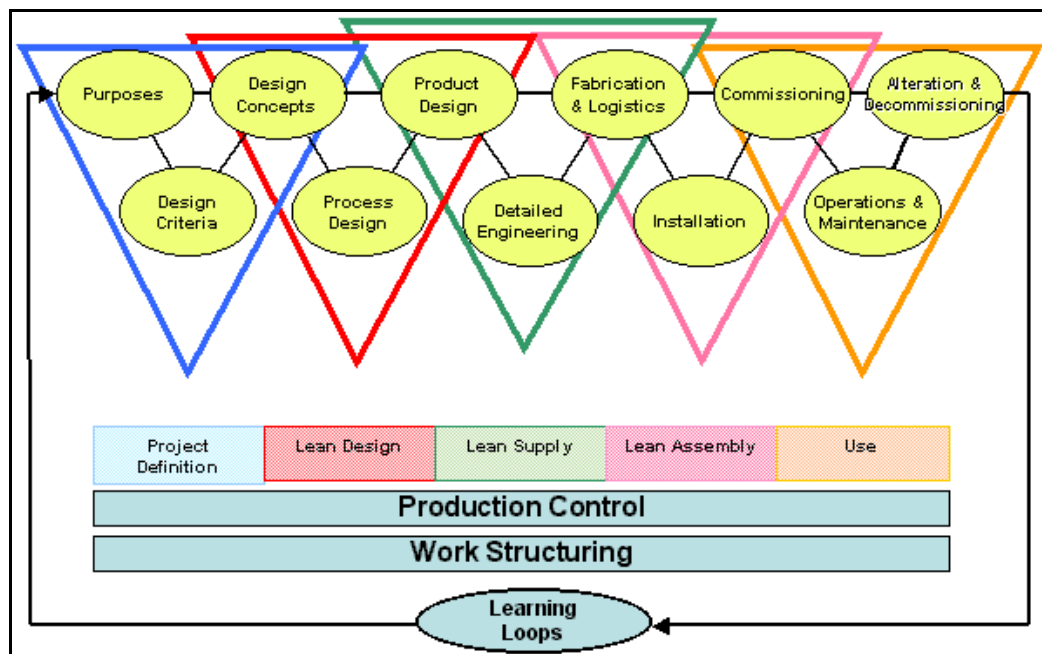 Purposes
Design
Concepts
Product
Design
Fabrication
& Logistics
Commissioning
Alteration &
Decommissioning
Design
Criteria
Process
Design
Detailed
Engineering
Installation
Operations &
Maintenance
Project
Definition
Lean Design
Lean Supply
Lean Assembly
Use
Production Control
Work Structuring
Learning
Loops